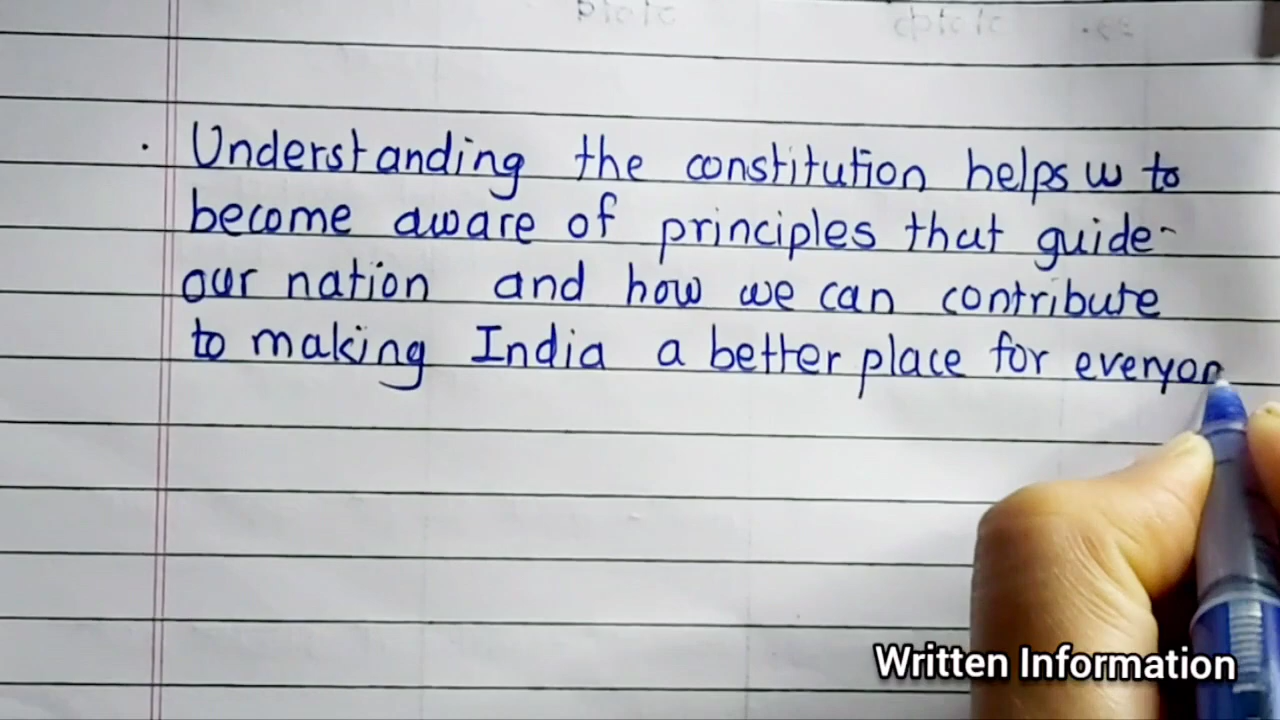 . Understanding the constitution helps us to
become aware of principles that guide
our nation and how we can contribute
to making India a better place for everyon
Written Information